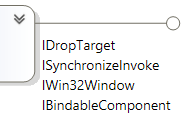 IDropTarget
ISynchronizeInvoke
IWin32Window
IBindableComponent